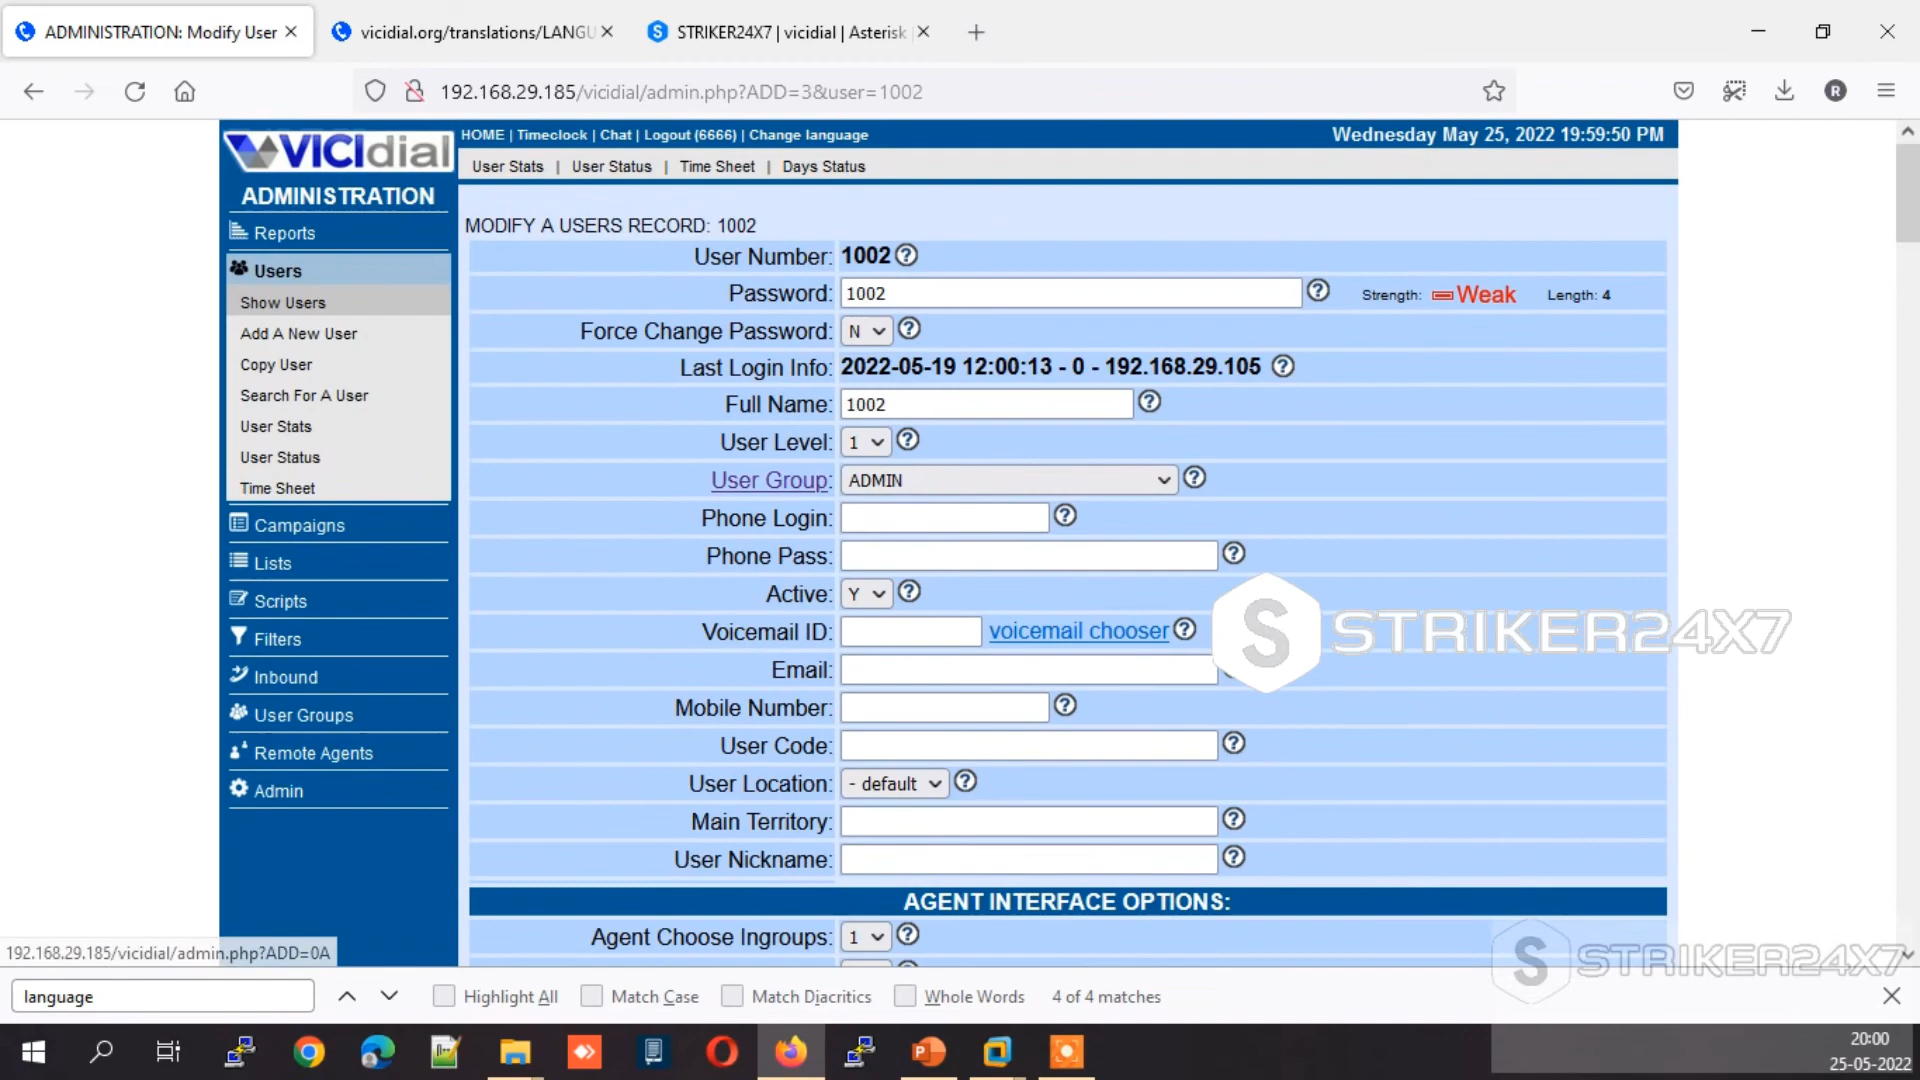 ADMINISTRATION: Modify User
vicidial.org/translations/LANGU
STRIKER24X7 | vicidial | Asterisk
192.168.29.185/vicidial/admin.php?ADD=3&user=1002
VICIdial
HOME | Timeclock | Chat | Logout (6666) | Change language
Wednesday May 25, 2022 19:59:50 PM
User Stats | User Status | Time Sheet | Days Status
ADMINISTRATION
Reports
Users
Show Users
Add A New User
Copy User
Search For A User
User Stats
User Status
Time Sheet
Campaigns
Lists
Scripts
Filters
Inbound
User Groups
Remote Agents
Admin
MODIFY A USERS RECORD: 1002
User Number: 1002
Password: 1002 Strength: Weak Length: 4
Force Change Password: N
Last Login Info: 2022-05-19 12:00:13 - 0 - 192.168.29.105
Full Name: 1002
User Level: 1
User Group: ADMIN
Phone Login:
Phone Pass:
Active: Y
Voicemail ID: voicemail chooser
Email:
Mobile Number:
User Code:
User Location: - default
Main Territory:
User Nickname:
AGENT INTERFACE OPTIONS:
Agent Choose Ingroups: 1
S STRIKER24X7
S STRIKER24X7
192.168.29.185/vicidial/admin.php?ADD=0A
language
Highlight All
Match Case
Match Diacritics
Whole Words
4 of 4 matches
20:00
25-05-2022